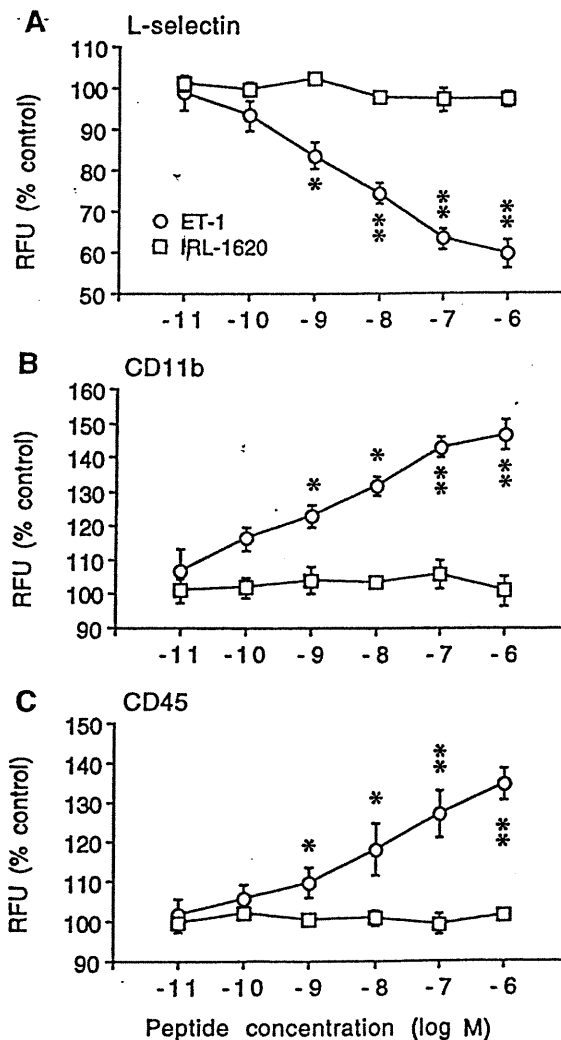 A L-selectin
110
100
90
80
70
60
50
RFU (% control)
ET-1
IRL-1620
* ** ** **
-11 -10 -9 -8 -7 -6
B CD11b
160
150
140
130
120
110
100
90
RFU (% control)
* * ** **
-11 -10 -9 -8 -7 -6
C CD45
150
140
130
120
110
100
90
RFU (% control)
* * ** **
-11 -10 -9 -8 -7 -6
Peptide concentration (log M)